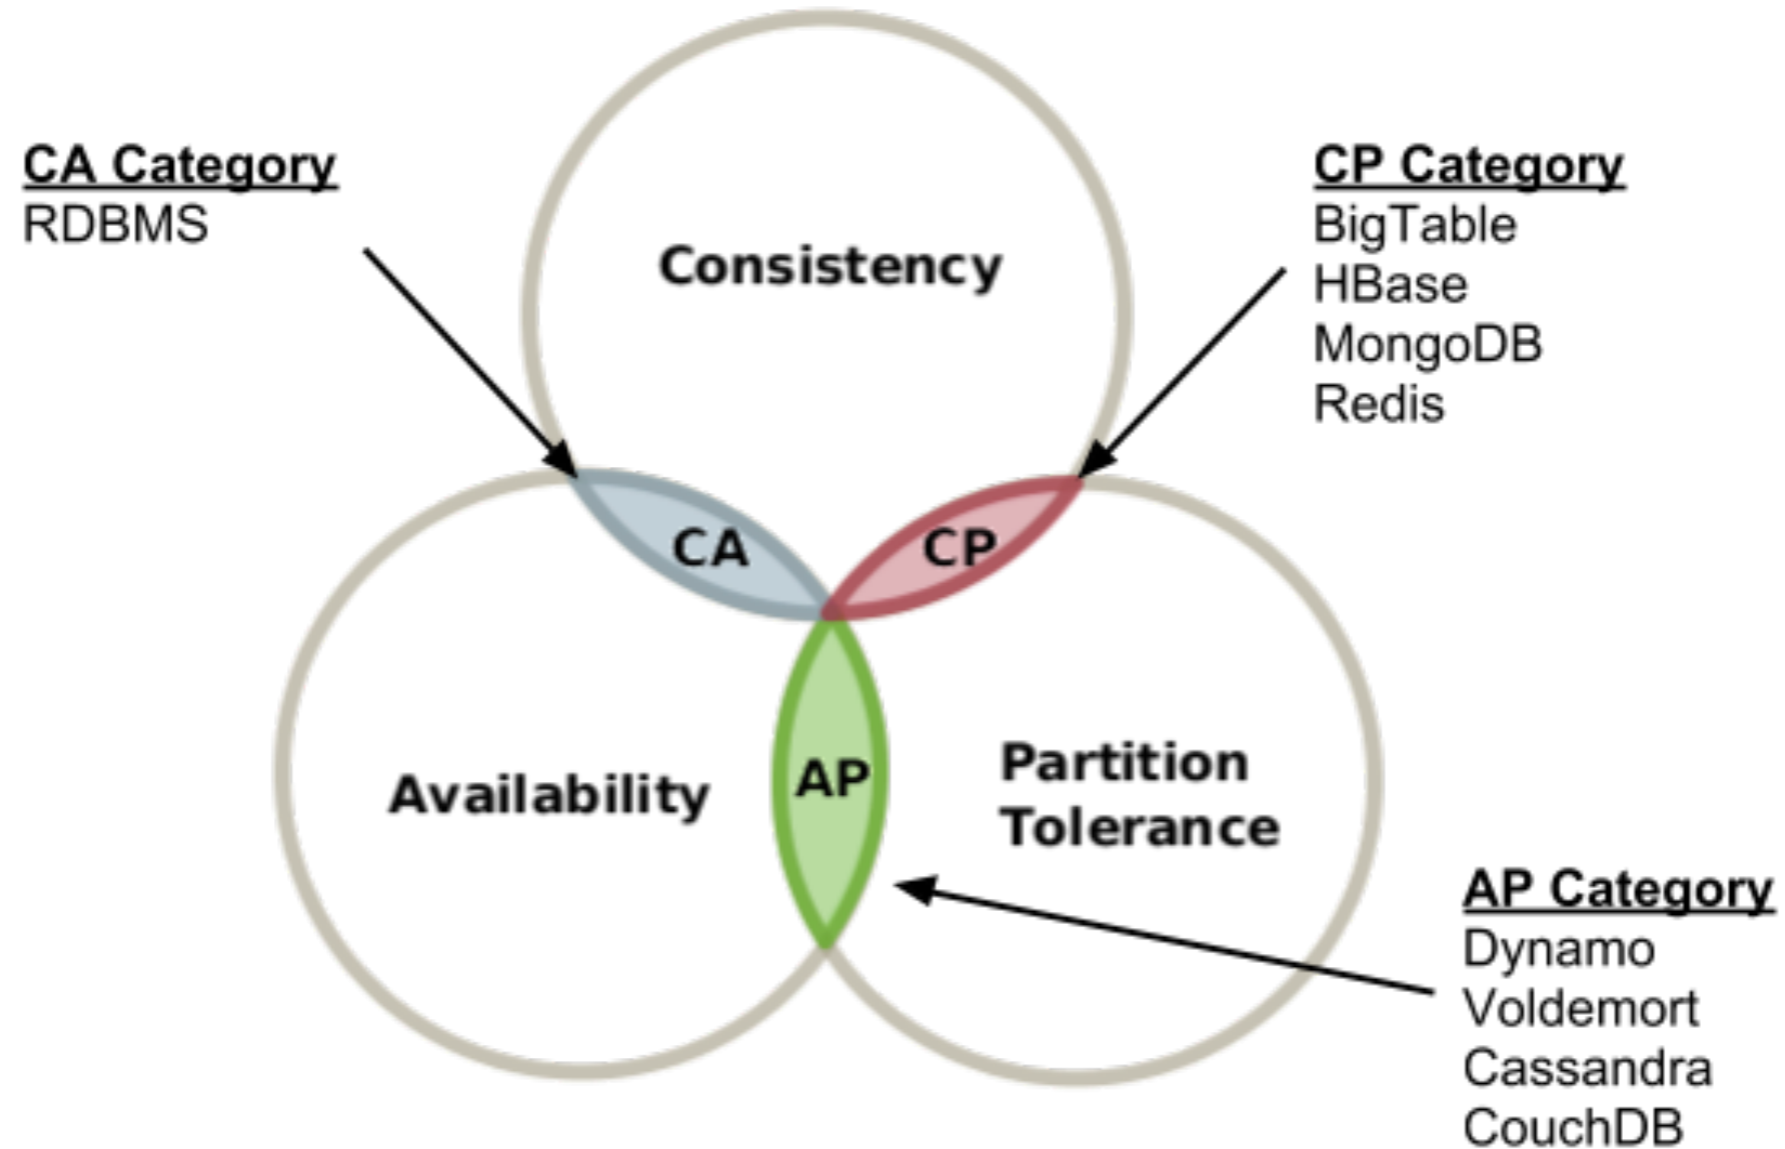 CA Category
RDBMS
CP Category
BigTable
HBase
MongoDB
Redis
Consistency
CA
CP
Availability
AP
Partition
Tolerance
AP Category
Dynamo
Voldemort
Cassandra
CouchDB